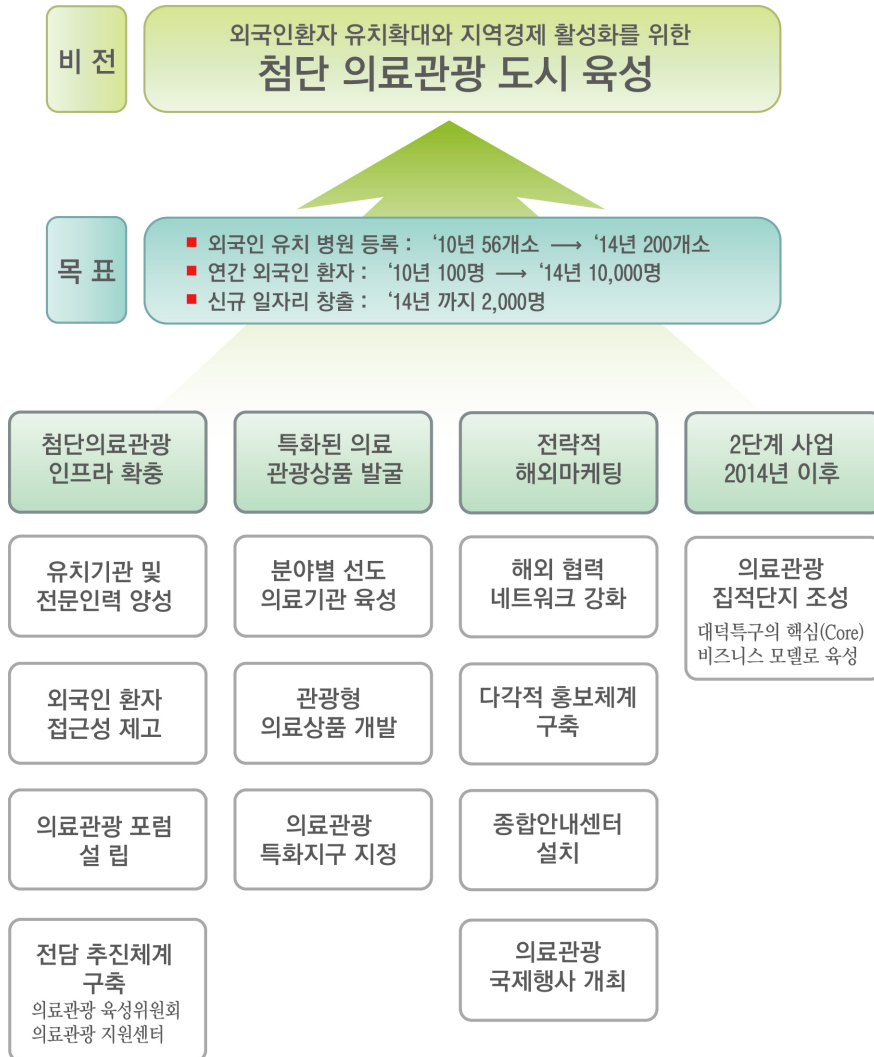 비 전
외국인환자 유치확대와 지역경제 활성화를 위한
첨단 의료관광 도시 육성
목 표
■ 외국인 유치 병원 등록 : ‘10년 56개소 → ‘14년 200개소
■ 연간 외국인 환자 : ‘10년 100명 → ‘14년 10,000명
■ 신규 일자리 창출 : ‘14년 까지 2,000명
첨단의료관광
인프라 확충
유치기관 및
전문인력 양성
외국인 환자
접근성 제고
의료관광 포럼
설 립
전담 추진체계
구축
의료관광 육성위원회
의료관광 지원센터
특화된 의료
관광상품 발굴
분야별 선도
의료기관 육성
관광형
의료상품 개발
의료관광
특화지구 지정
전략적
해외마케팅
해외 협력
네트워크 강화
다각적 홍보체계
구축
종합안내센터
설치
의료관광
국제행사 개최
2단계 사업
2014년 이후
의료관광
집적단지 조성
대덕특구의 핵심(Core)
비즈니스 모델로 육성